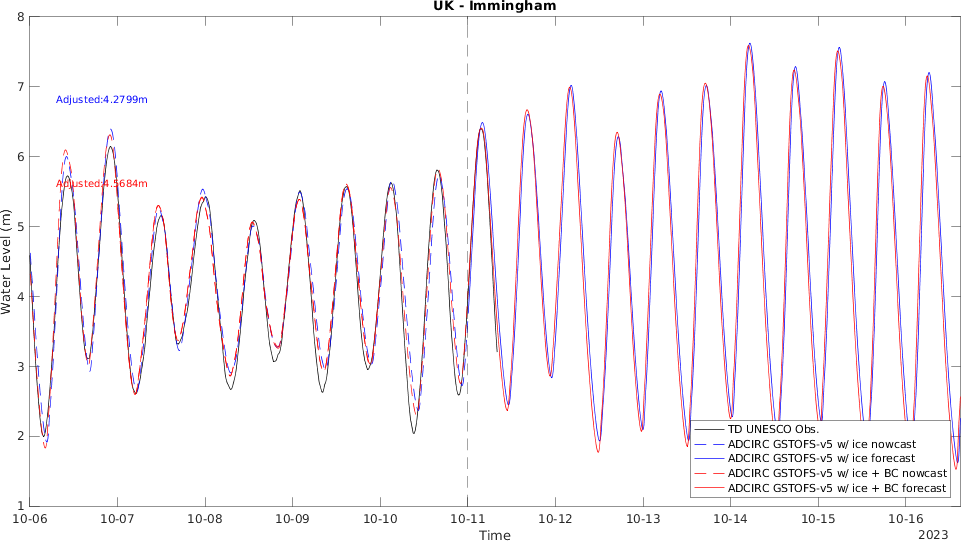 UK - Immingham
8
7
6
5
4
3
2
1
Water Level (m)
Adjusted:4.2799m
Adjusted:4.5684m
TD UNESCO Obs.
ADCIRC GSTOFS-v5 w/ ice nowcast
ADCIRC GSTOFS-v5 w/ ice forecast
ADCIRC GSTOFS-v5 w/ ice + BC nowcast
ADCIRC GSTOFS-v5 w/ ice + BC forecast
10-06 10-07 10-08 10-09 10-10 10-11 10-12 10-13 10-14 10-15 10-16
Time
2023